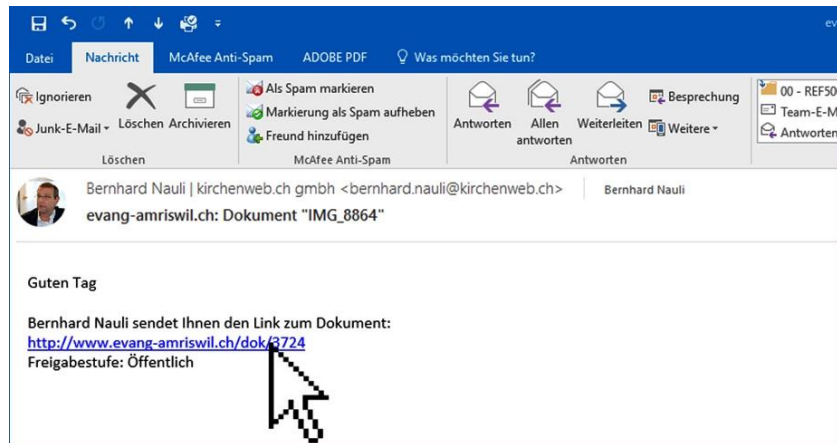 ev
Datei Nachricht McAfee Anti-Spam ADOBE PDF Was möchten Sie tun?
Ignorieren
Junk-E-Mail
Löschen Archivieren
Löschen
Als Spam markieren
Markierung als Spam aufheben
Freund hinzufügen
McAfee Anti-Spam
Antworten Allen antworten Weiterleiten
Besprechung
Weitere
Antworten
00 - REF50
Team-E-M
Antworten
Bernhard Nauli | kirchenweb.ch gmbh <bernhard.nauli@kirchenweb.ch> Bernhard Nauli
evang-amriswil.ch: Dokument "IMG_8864"
Guten Tag
Bernhard Nauli sendet Ihnen den Link zum Dokument:
http://www.evang-amriswil.ch/dok/3724
Freigabestufe: Öffentlich